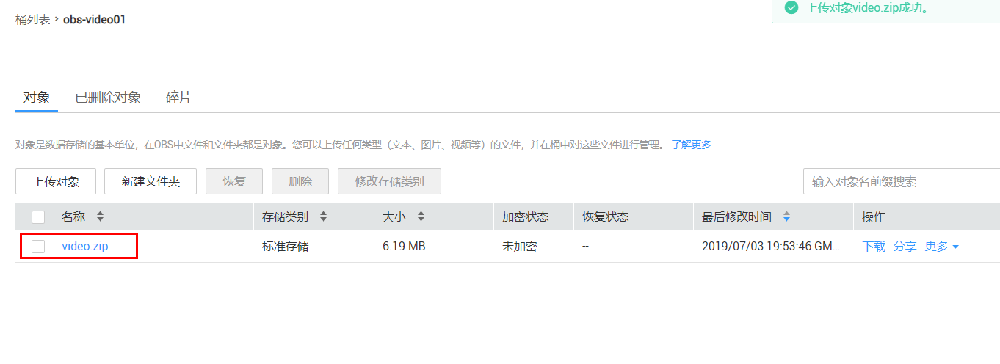 上传对象video.zip成功。
桶列表 › obs-video01
对象 已删除对象 碎片
对象是数据存储的基本单位，在OBS中文件和文件夹都是对象。您可以上传任何类型（文本、图片、视频等）的文件，并在桶中对这些文件进行管理。 了解更多
上传对象 新建文件夹 恢复 删除 修改存储类别 输入对象名前缀搜索
名称 存储类别 大小 加密状态 恢复状态 最后修改时间 操作
video.zip 标准存储 6.19 MB 未加密 -- 2019/07/03 19:53:46 GM... 下载 分享 更多